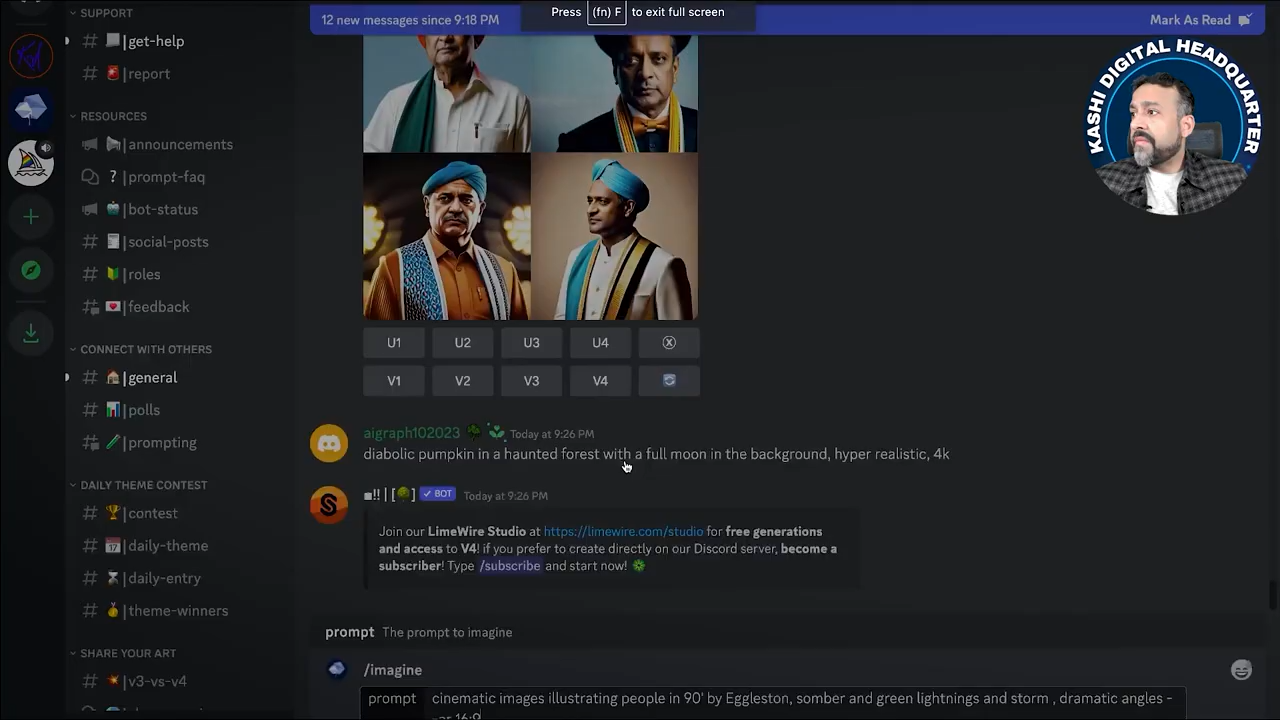 SUPPORT
get-help
report
RESOURCES
announcements
? prompt-faq
bot-status
social-posts
roles
feedback
CONNECT WITH OTHERS
general
polls
prompting
DAILY THEME CONTEST
contest
17 daily-theme
daily-entry
theme-winners
SHARE YOUR ART
v3-vs-v4
12 new messages since 9:18 PM
Press (fn) F to exit full screen
Mark As Read
KASHI DIGITAL HEADQUARTER
U1 U2 U3 U4
V1 V2 V3 V4
aigraph102023 Today at 9:26 PM
diabolic pumpkin in a haunted forest with a full moon in the background, hyper realistic, 4k
!! | [ ] BOT Today at 9:26 PM
Join our LimeWire Studio at https://limewire.com/studio for free generations
and access to V4! if you prefer to create directly on our Discord server, become a
subscriber! Type /subscribe and start now!
prompt The prompt to imagine
/imagine
prompt cinematic images illustrating people in 90' by Eggleston, somber and green lightnings and storm , dramatic angles -
-ar 16:9